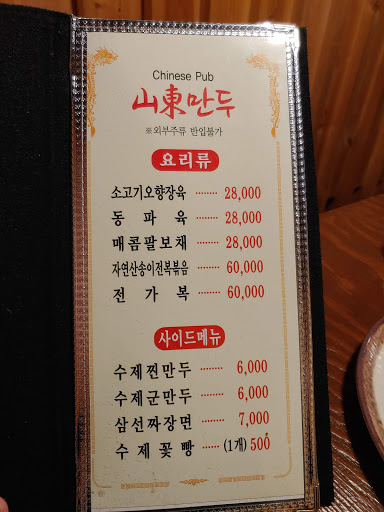 Chinese Pub
山東만두
※외부주류 반입불가
요리류
소고기오향장육 ········ 28,000
동파육 ········ 28,000
매콤팔보채 ········ 28,000
자연산송이전복볶음 ······ 60,000
전가복 ········ 60,000
사이드메뉴
수제찐만두 ········ 6,000
수제군만두 ········ 6,000
삼선짜장면 ········ 7,000
수제꽃빵 ······ (1개) 500